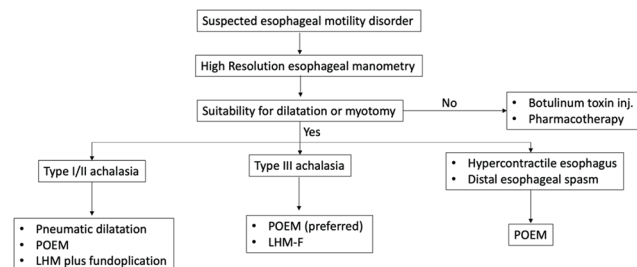 Suspected esophageal motility disorder
High Resolution esophageal manometry
Suitability for dilatation or myotomy
No
• Botulinum toxin inj.
• Pharmacotherapy
Yes
Type I/II achalasia
Type III achalasia
• Hypercontractile esophagus
• Distal esophageal spasm
• Pneumatic dilatation
• POEM
• LHM plus fundoplication
• POEM (preferred)
• LHM-F
POEM